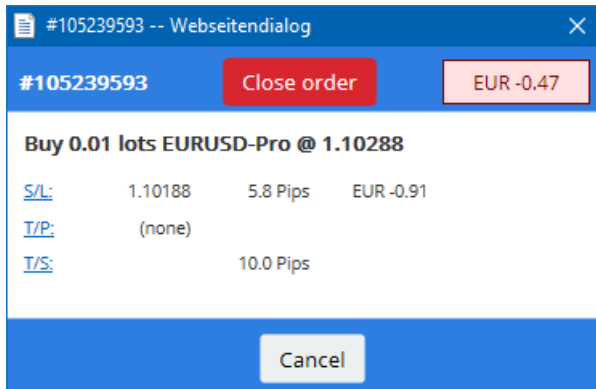 #105239593 -- Webseitendialog
#105239593 Close order EUR -0.47
Buy 0.01 lots EURUSD-Pro @ 1.10288
S/L: 1.10188 5.8 Pips EUR -0.91
T/P: (none)
T/S: 10.0 Pips
Cancel